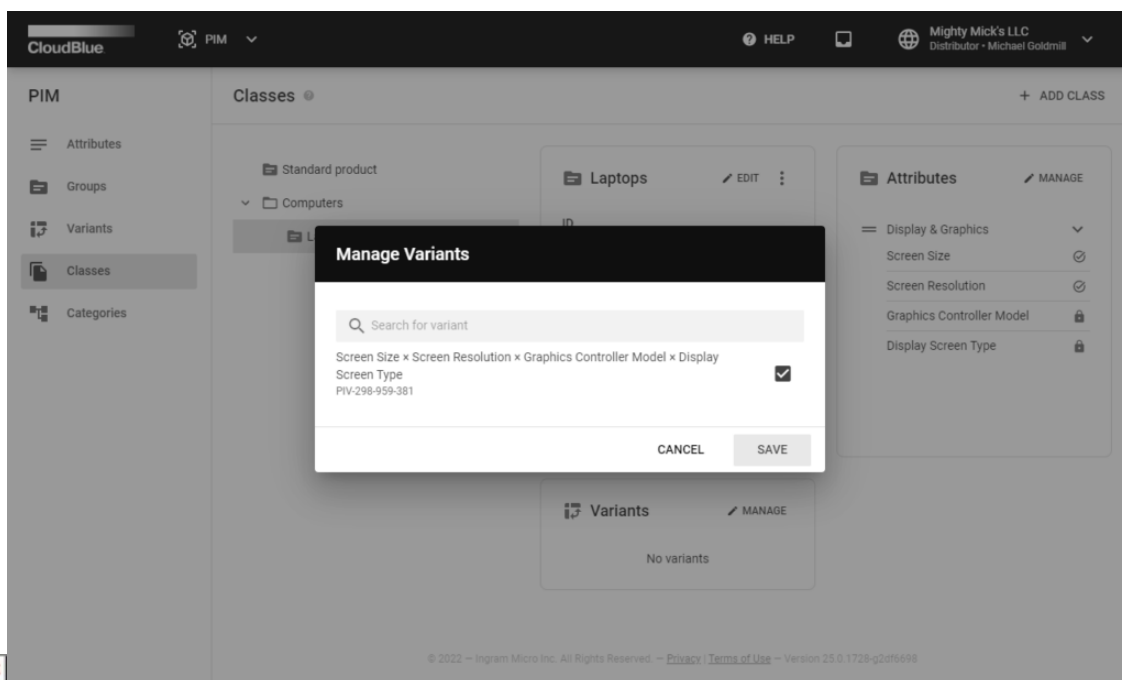 CloudBlue
PIM
HELP
Mighty Mick's LLC
Distributor • Michael Goldmill
PIM
Classes
+ ADD CLASS
Attributes
Groups
Variants
Classes
Categories
Standard product
Computers
Laptops
EDIT
ID
Attributes
MANAGE
Display & Graphics
Screen Size
Screen Resolution
Graphics Controller Model
Display Screen Type
Manage Variants
Search for variant
Screen Size × Screen Resolution × Graphics Controller Model × Display
Screen Type
PIV-298-959-381
CANCEL
SAVE
Variants
MANAGE
No variants
© 2022 – Ingram Micro Inc. All Rights Reserved. – Privacy | Terms of Use – Version 25.0.1728-g2df6698